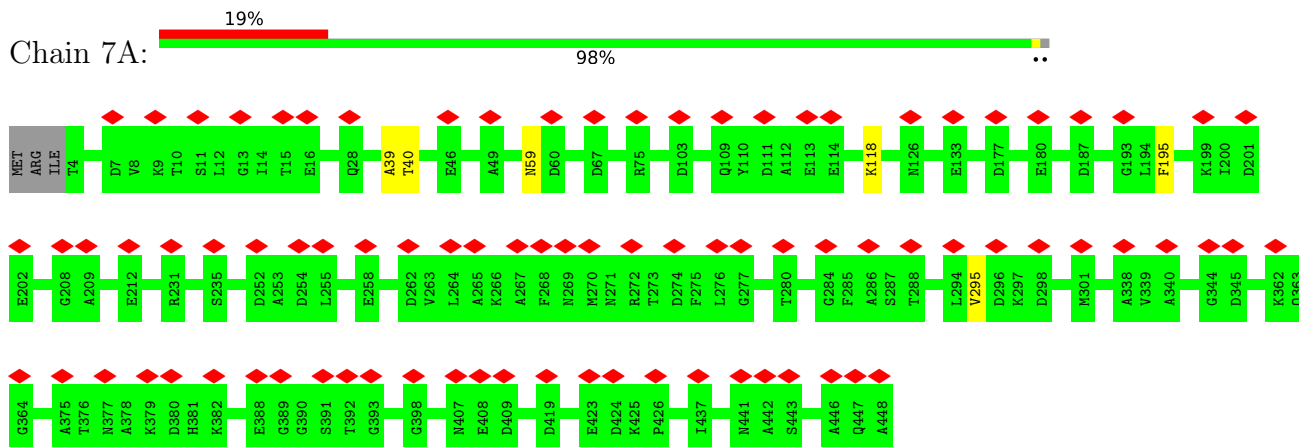 19%
Chain 7A:
98%
••
MET ARG ILE T4 D7 V8 K9 T10 S11 L12 G13 I14 T15 E16 Q28 A39 T40 E46 A49 N59 D60 D67 R75 D103 Q109 Y110 D111 A112 E113 E114 K118 N126 E133 D177 E180 D187 G193 L194 F195 K199 I200 D201
E202 G208 A209 E212 R231 S235 D252 A253 D254 L255 E258 D262 V263 L264 A265 K266 A267 F268 N269 M270 N271 R272 T273 D274 F275 L276 G277 T280 G284 F285 A286 S287 T288 L294 V295 D296 K297 D298 M301 A338 V339 A340 G344 D345 K362 Q363
G364 A375 T376 N377 A378 K379 D380 H381 K382 E388 G389 G390 S391 T392 G393 G398 N407 E408 D409 D419 E423 D424 K425 P426 I437 N441 A442 S443 A446 Q447 A448